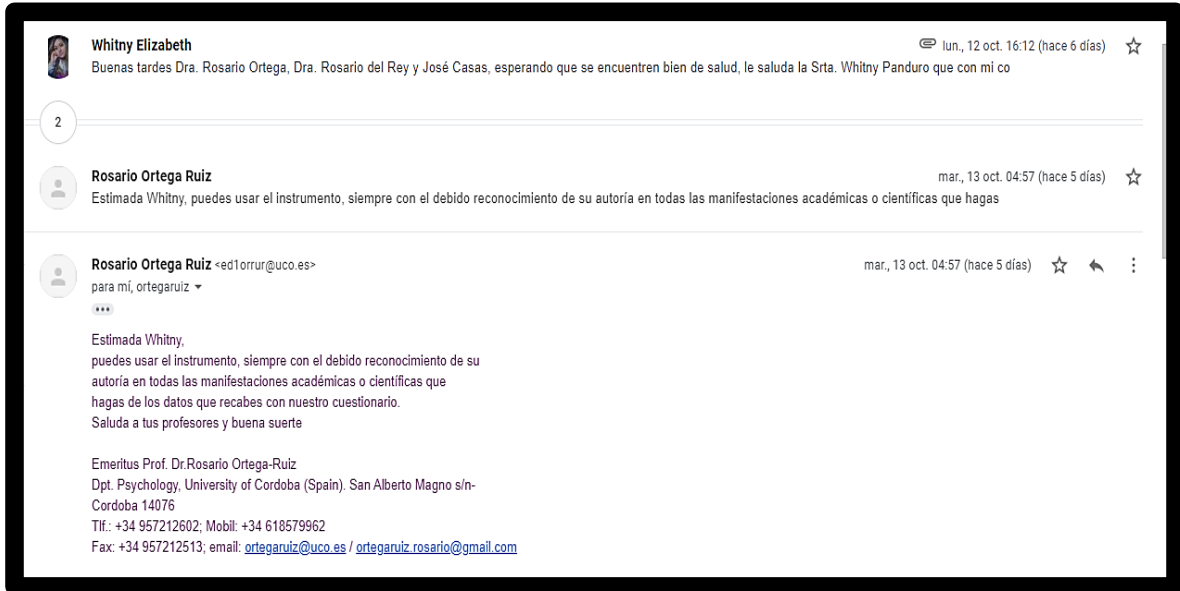 Whitny Elizabeth
lun., 12 oct. 16:12 (hace 6 días)
Buenas tardes Dra. Rosario Ortega, Dra. Rosario del Rey y José Casas, esperando que se encuentren bien de salud, le saluda la Srta. Whitny Panduro que con mi co
2
Rosario Ortega Ruiz
mar., 13 oct. 04:57 (hace 5 días)
Estimada Whitny, puedes usar el instrumento, siempre con el debido reconocimiento de su autoría en todas las manifestaciones académicas o científicas que hagas
Rosario Ortega Ruiz <ed1orrur@uco.es>
mar., 13 oct. 04:57 (hace 5 días)
para mí, ortegaruiz
Estimada Whitny,
puedes usar el instrumento, siempre con el debido reconocimiento de su
autoría en todas las manifestaciones académicas o científicas que
hagas de los datos que recabes con nuestro cuestionario.
Saluda a tus profesores y buena suerte
Emeritus Prof. Dr.Rosario Ortega-Ruiz
Dpt. Psychology, University of Cordoba (Spain). San Alberto Magno s/n-
Cordoba 14076
Tlf.: +34 957212602; Mobil: +34 618579962
Fax: +34 957212513; email: ortegaruiz@uco.es / ortegaruiz.rosario@gmail.com